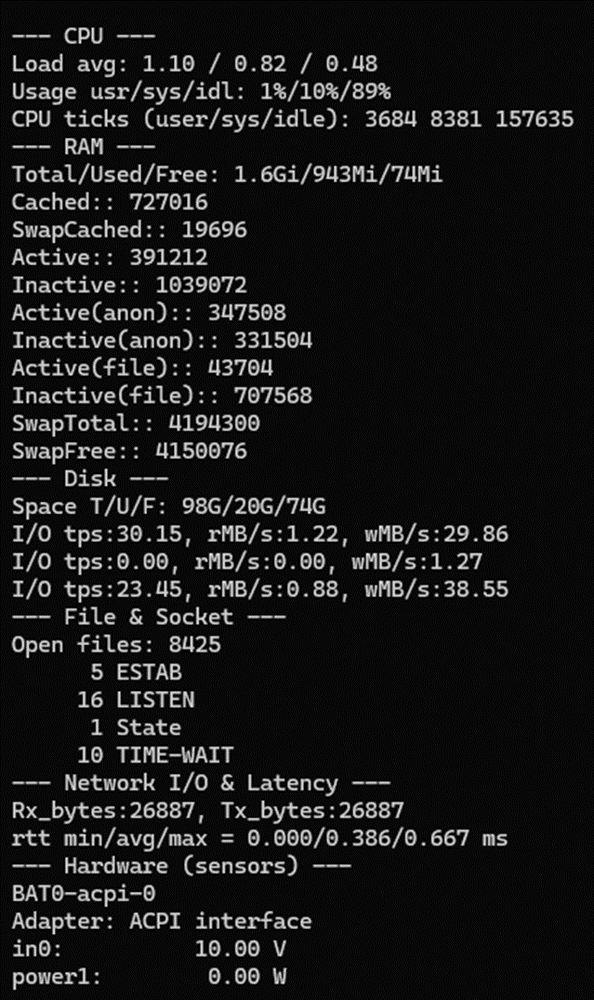 --- CPU ---
Load avg: 1.10 / 0.82 / 0.48
Usage usr/sys/idl: 1%/10%/89%
CPU ticks (user/sys/idle): 3684 8381 157635
--- RAM ---
Total/Used/Free: 1.6Gi/943Mi/74Mi
Cached:: 727016
SwapCached:: 19696
Active:: 391212
Inactive:: 1039072
Active(anon):: 347508
Inactive(anon):: 331504
Active(file):: 43704
Inactive(file):: 707568
SwapTotal:: 4194300
SwapFree:: 4150076
--- Disk ---
Space T/U/F: 98G/20G/74G
I/O tps:30.15, rMB/s:1.22, wMB/s:29.86
I/O tps:0.00, rMB/s:0.00, wMB/s:1.27
I/O tps:23.45, rMB/s:0.88, wMB/s:38.55
--- File & Socket ---
Open files: 8425
      5 ESTAB
     16 LISTEN
      1 State
     10 TIME-WAIT
--- Network I/O & Latency ---
Rx_bytes:26887, Tx_bytes:26887
rtt min/avg/max = 0.000/0.386/0.667 ms
--- Hardware (sensors) ---
BAT0-acpi-0
Adapter: ACPI interface
in0:          10.00 V
power1:        0.00 W